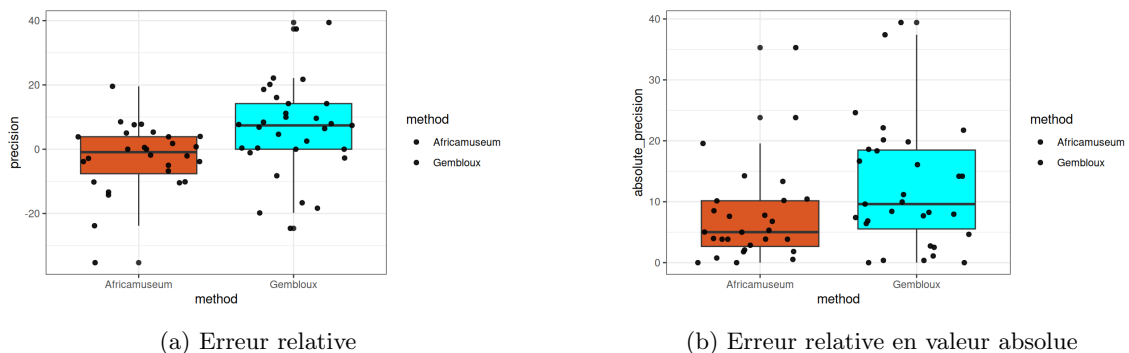 40
20
0
-20
precision
Africamuseum
Gembloux
method
method
Africamuseum
Gembloux
(a) Erreur relative
40
30
20
10
0
absolute_precision
Africamuseum
Gembloux
method
method
Africamuseum
Gembloux
(b) Erreur relative en valeur absolue